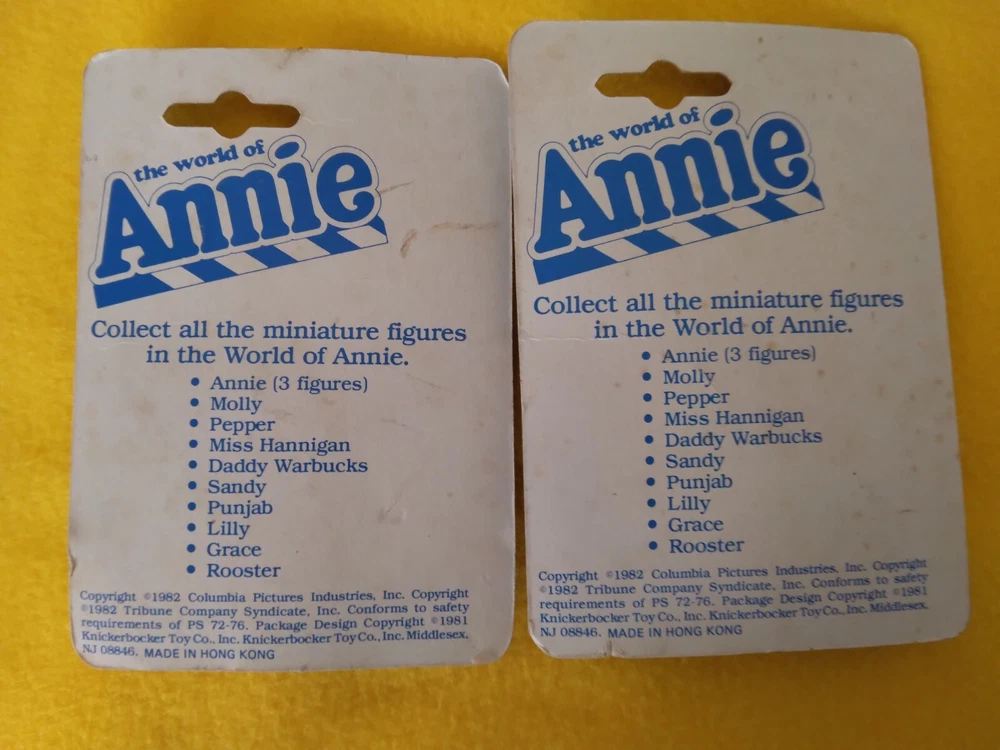 the world of
Annie
Collect all the miniature figures
in the World of Annie.
• Annie (3 figures)
• Molly
• Pepper
• Miss Hannigan
• Daddy Warbucks
• Sandy
• Punjab
• Lilly
• Grace
• Rooster
Copyright ©1982 Columbia Pictures Industries, Inc. Copyright
©1982 Tribune Company Syndicate, Inc. Conforms to safety
requirements of PS 72-76. Package Design Copyright ©1981
Knickerbocker Toy Co., Inc. Knickerbocker Toy Co., Inc. Middlesex,
NJ 08846. MADE IN HONG KONG
the world of
Annie
Collect all the miniature figures
in the World of Annie.
• Annie (3 figures)
• Molly
• Pepper
• Miss Hannigan
• Daddy Warbucks
• Sandy
• Punjab
• Lilly
• Grace
• Rooster
Copyright ©1982 Columbia Pictures Industries, Inc. Copyright
©1982 Tribune Company Syndicate, Inc. Conforms to safety
requirements of PS 72-76. Package Design Copyright ©1981
Knickerbocker Toy Co., Inc. Knickerbocker Toy Co., Inc. Middlesex,
NJ 08846. MADE IN HONG KONG